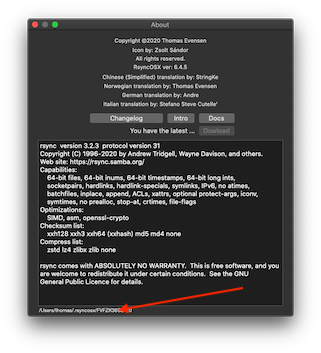 About
Copyright ©2020 Thomas Evensen
Icon by: Zsolt Sándor
All rights reserved.
RsyncOSX ver: 6.4.5
Chinese (Simplified) translation by: StringKe
Norwegian translation by: Thomas Evensen
German translation by: Andre
Italian translation by: Stefano Steve Cutelle'
Changelog Intro Docs
You have the latest ... Dowload
rsync version 3.2.3 protocol version 31
Copyright (C) 1996-2020 by Andrew Tridgell, Wayne Davison, and others.
Web site: https://rsync.samba.org/
Capabilities:
64-bit files, 64-bit inums, 64-bit timestamps, 64-bit long ints,
socketpairs, hardlinks, hardlink-specials, symlinks, IPv6, no atimes,
batchfiles, inplace, append, ACLs, xattrs, optional protect-args, iconv,
symtimes, no prealloc, stop-at, crtimes, file-flags
Optimizations:
SIMD, asm, openssl-crypto
Checksum list:
xxh128 xxh3 xxh64 (xxhash) md5 md4 none
Compress list:
zstd lz4 zlibx zlib none
rsync comes with ABSOLUTELY NO WARRANTY. This is free software, and you
are welcome to redistribute it under certain conditions. See the GNU
General Public Licence for details.